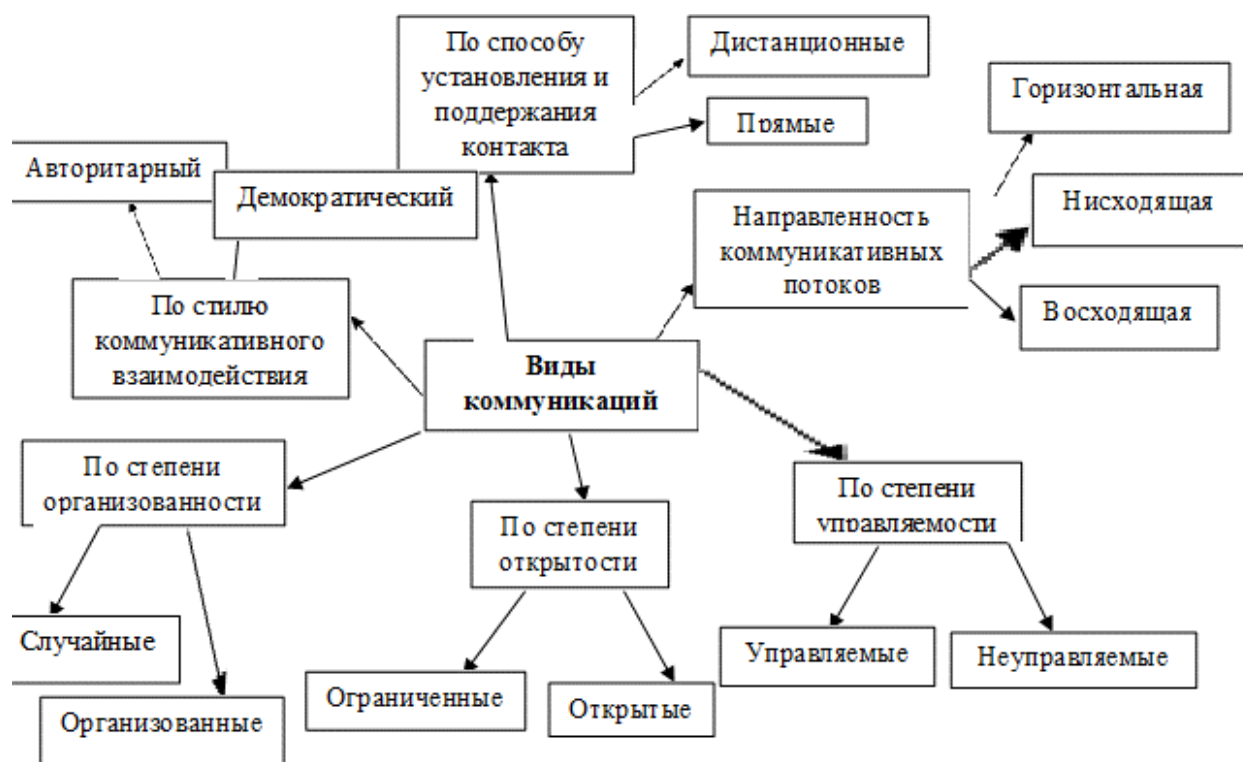 По способу
установления и
поддержания
контакта
Дистанционные
Прямые
Горизонтальная
Нисходящая
Восходящая
Направленность
коммуникативных
потоков
Авторитарный
Демократический
По стилю
коммуникативного
взаимодействия
Виды
коммуникаций
По степени
организованности
По степени
открытости
По степени
управляемости
Случайные
Организованные
Ограниченные
Открытые
Управляемые
Неуправляемые